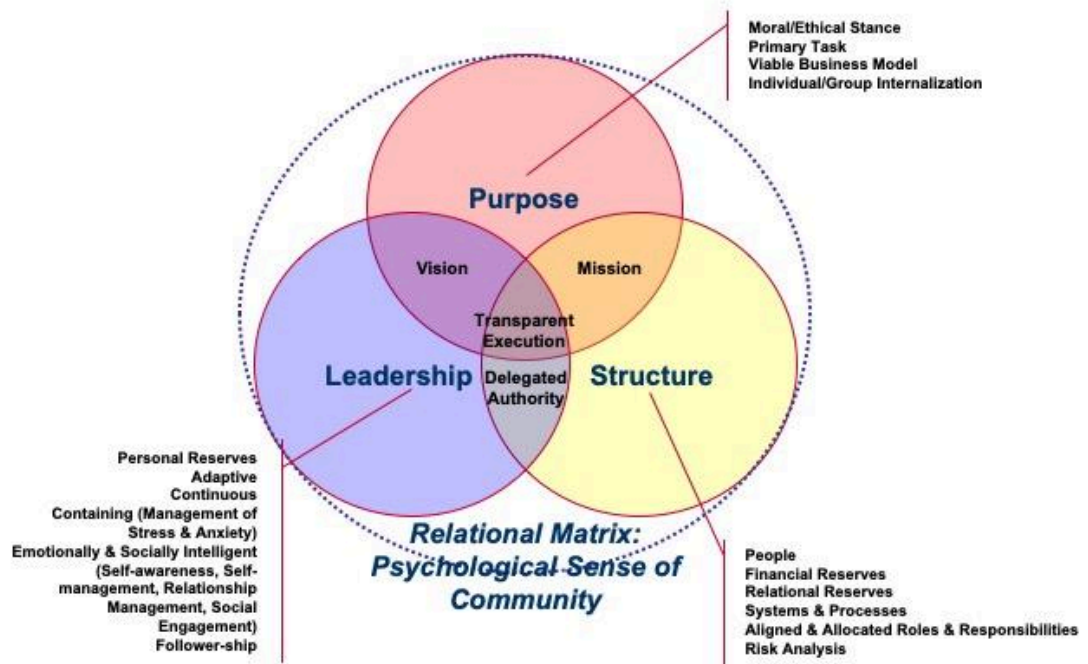 Moral/Ethical Stance
Primary Task
Viable Business Model
Individual/Group Internalization
Purpose
Vision
Mission
Transparent
Execution
Leadership
Structure
Delegated
Authority
Personal Reserves
Adaptive
Continuous
Containing (Management of
Stress & Anxiety)
Emotionally & Socially Intelligent
(Self-awareness, Self-
management, Relationship
Management, Social
Engagement)
Follower-ship
Relational Matrix:
Psychological Sense of
Community
People
Financial Reserves
Relational Reserves
Systems & Processes
Aligned & Allocated Roles & Responsibilities
Risk Analysis